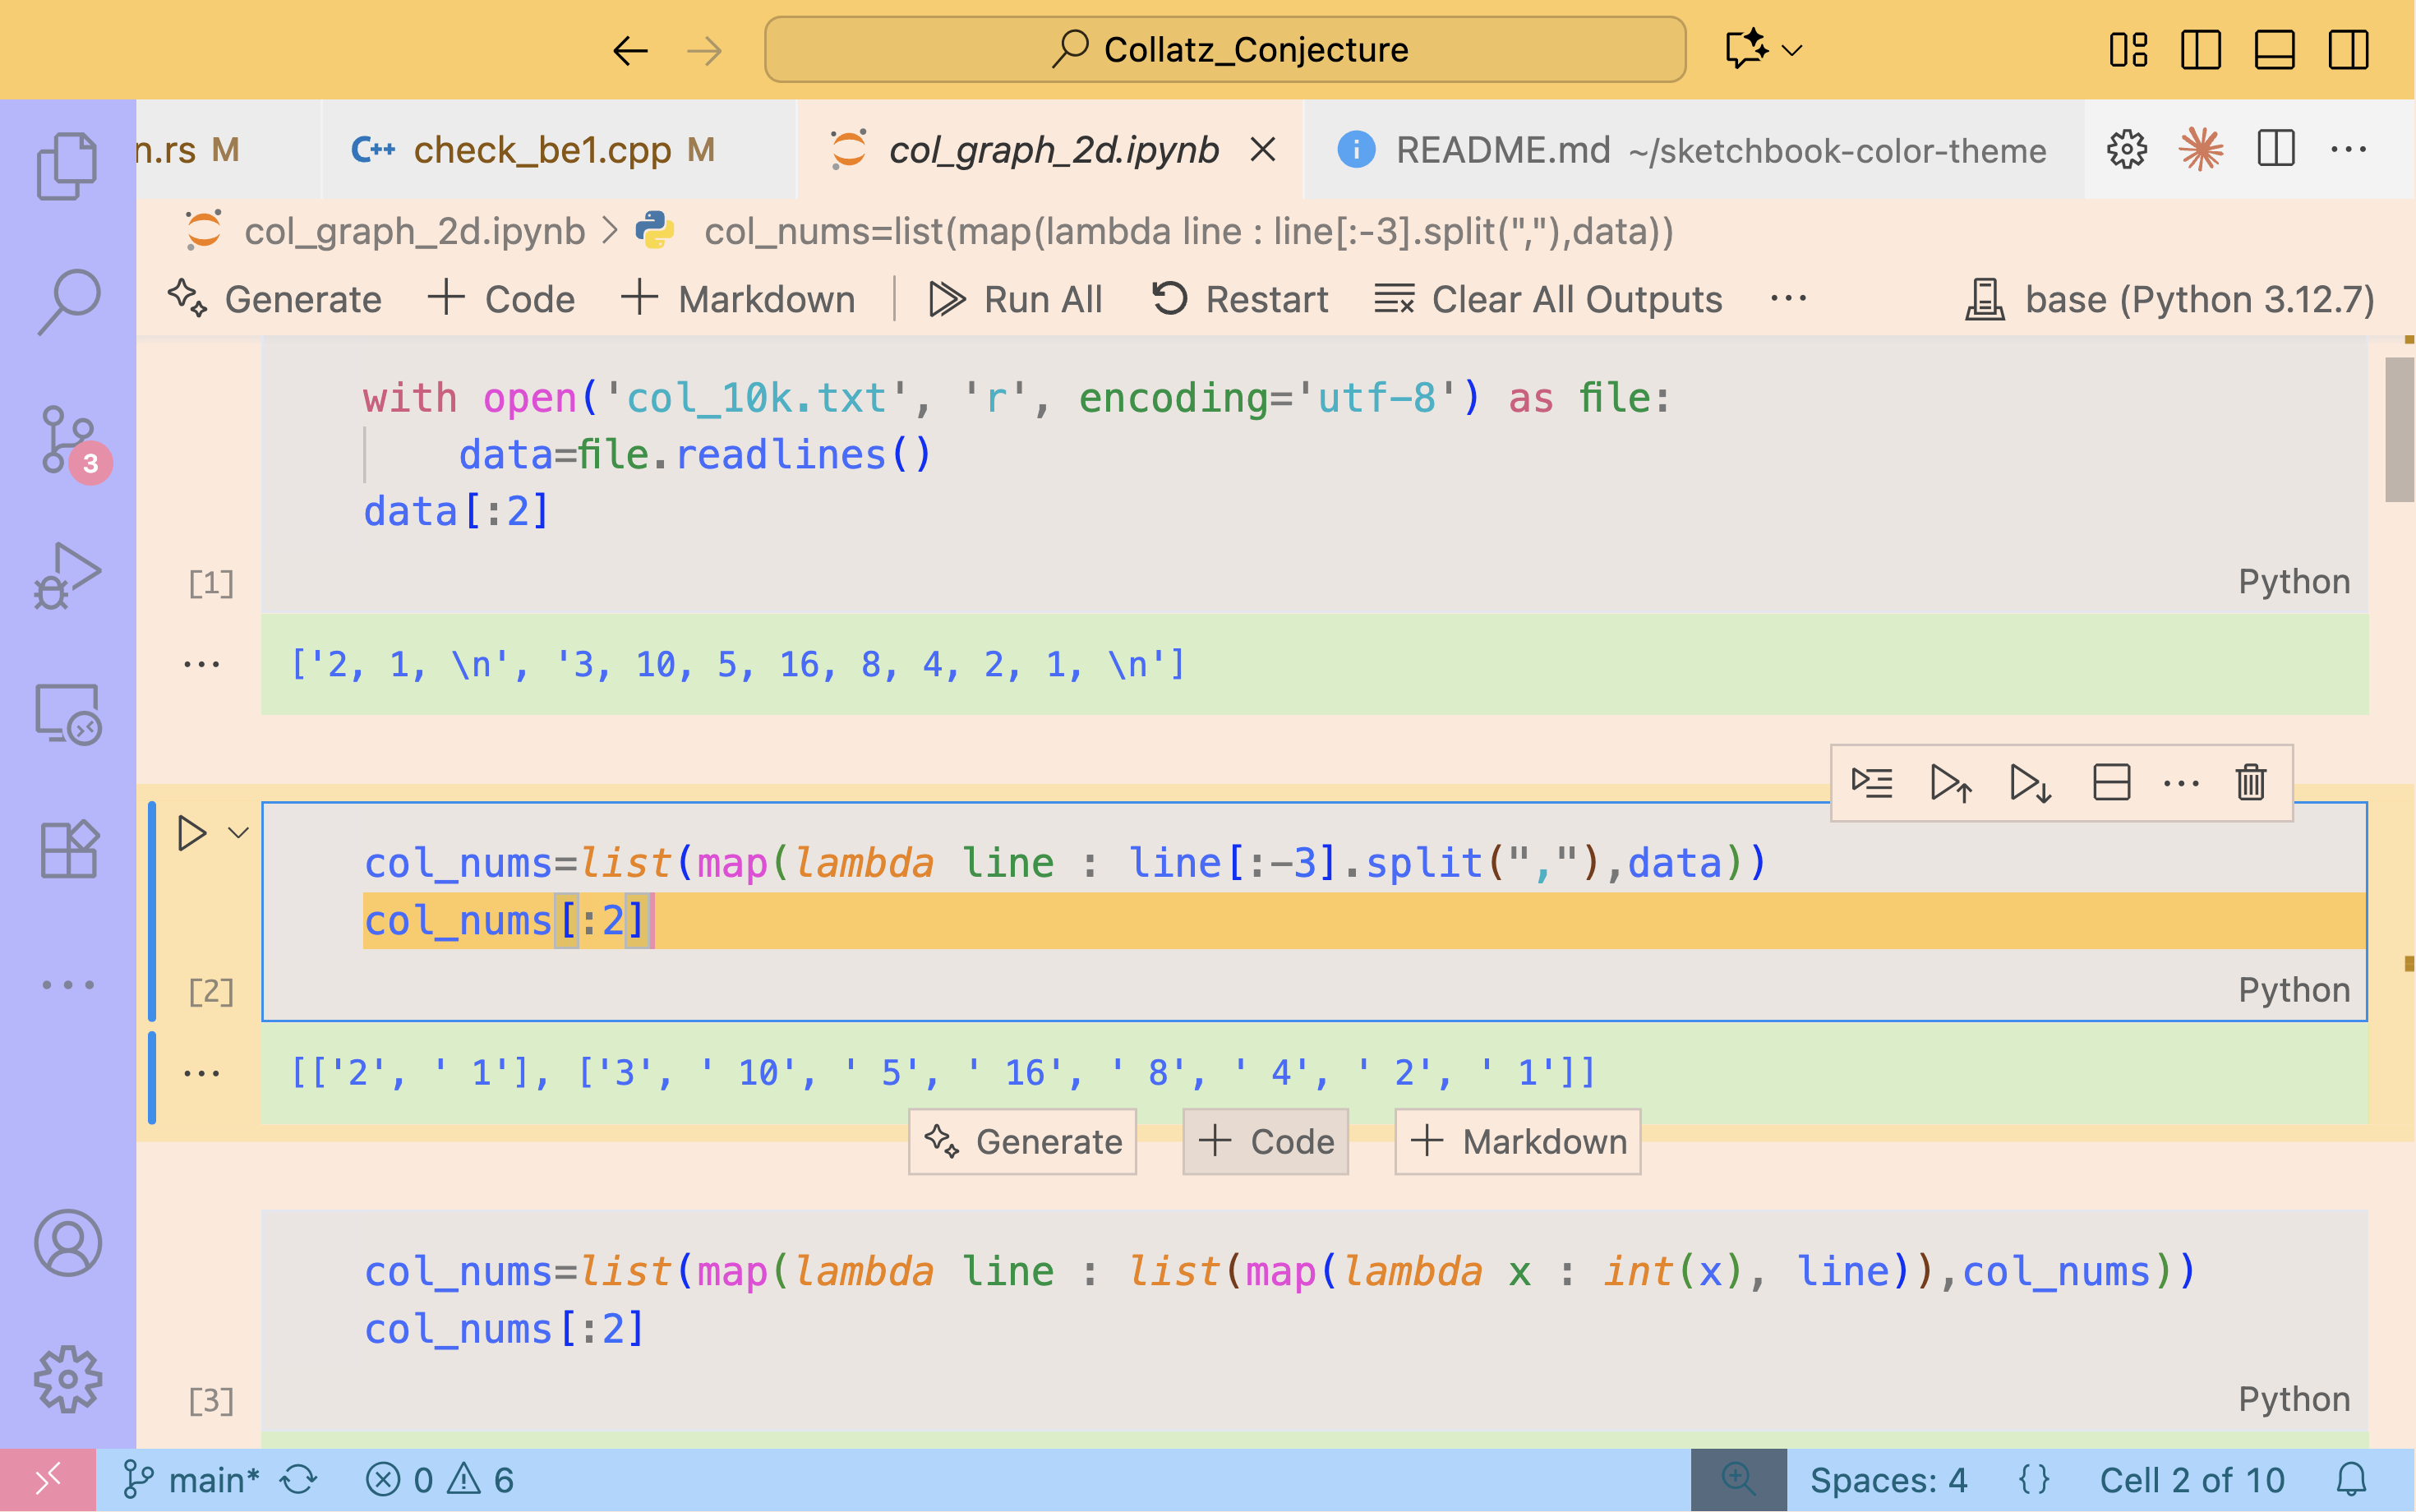 Collatz_Conjecture
n.rs M
C++ check_be1.cpp M
col_graph_2d.ipynb
README.md ~/sketchbook-color-theme
col_graph_2d.ipynb > col_nums=list(map(lambda line : line[:-3].split(","),data))
Generate + Code + Markdown Run All Restart Clear All Outputs ... base (Python 3.12.7)
with open('col_10k.txt', 'r', encoding='utf-8') as file:
data=file.readlines()
data[:2]
[1]
Python
['2, 1, \n', '3, 10, 5, 16, 8, 4, 2, 1, \n']
col_nums=list(map(lambda line : line[:-3].split(","),data))
col_nums[:2]
[2]
Python
[['2', ' 1'], ['3', ' 10', ' 5', ' 16', ' 8', ' 4', ' 2', ' 1']]
Generate + Code + Markdown
col_nums=list(map(lambda line : list(map(lambda x : int(x), line)),col_nums))
col_nums[:2]
[3]
Python
3
main* 0 6
Spaces: 4 {} Cell 2 of 10